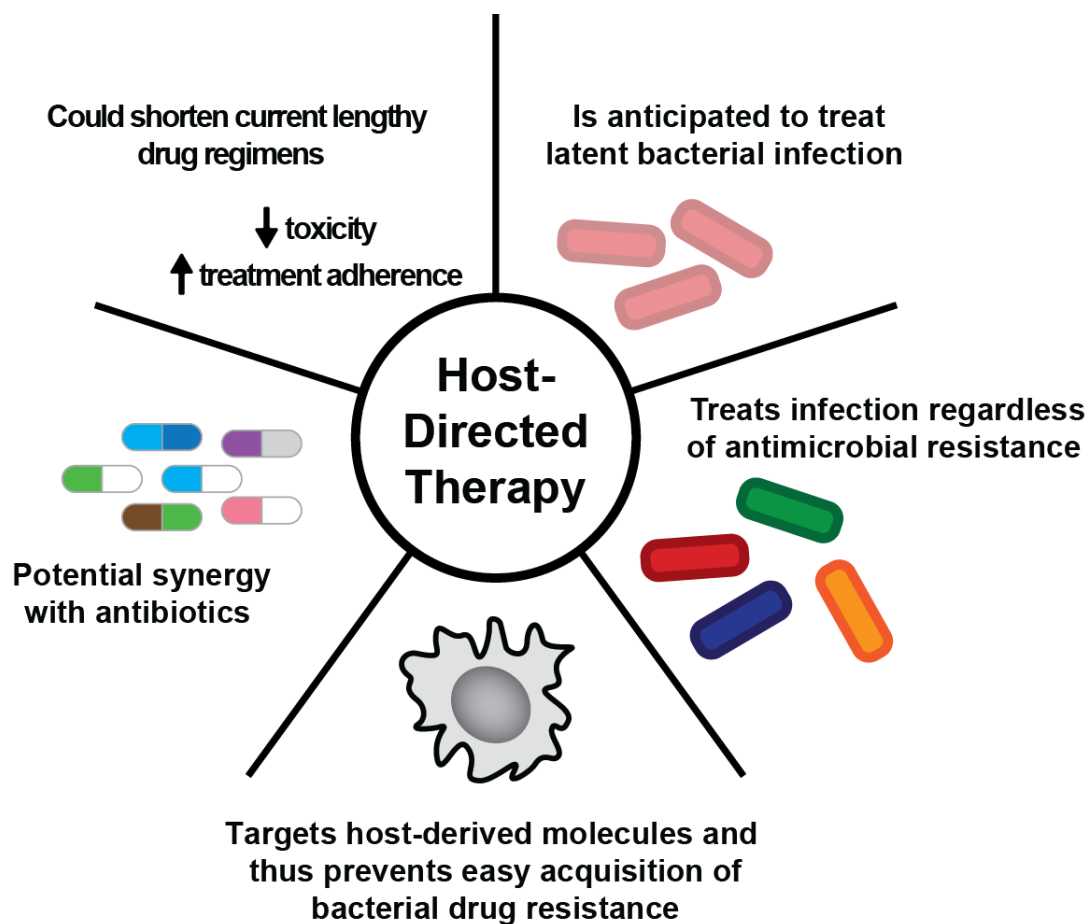 Could shorten current lengthy
drug regimens
↓ toxicity
↑ treatment adherence
Is anticipated to treat
latent bacterial infection
Host-
Directed
Therapy
Treats infection regardless
of antimicrobial resistance
Potential synergy
with antibiotics
Targets host-derived molecules and
thus prevents easy acquisition of
bacterial drug resistance